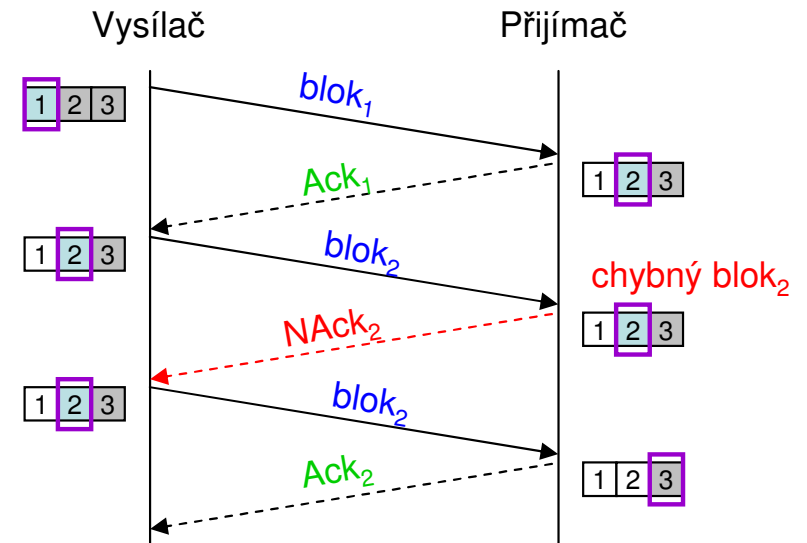 Vysílač Přijímač
1 2 3
blok₁
Ack₁
1 2 3
1 2 3
blok₂
chybný blok₂
NAck₂
1 2 3
1 2 3
blok₂
Ack₂
1 2 3